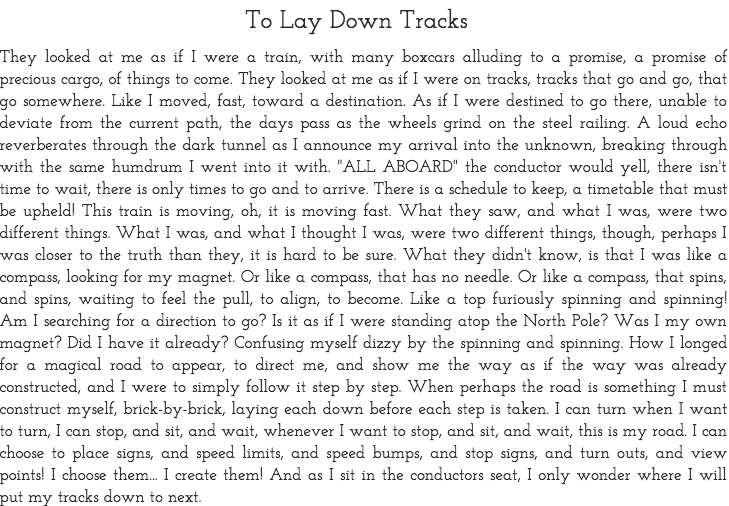 To Lay Down Tracks
They looked at me as if I were a train, with many boxcars alluding to a promise, a promise of
precious cargo, of things to come. They looked at me as if I were on tracks, tracks that go and go, that
go somewhere. Like I moved, fast, toward a destination. As if I were destined to go there, unable to
deviate from the current path, the days pass as the wheels grind on the steel railing. A loud echo
reverberates through the dark tunnel as I announce my arrival into the unknown, breaking through
with the same humdrum I went into it with. "ALL ABOARD" the conductor would yell, there isn't
time to wait, there is only times to go and to arrive. There is a schedule to keep, a timetable that must
be upheld! This train is moving, oh, it is moving fast. What they saw, and what I was, were two
different things. What I was, and what I thought I was, were two different things, though, perhaps I
was closer to the truth than they, it is hard to be sure. What they didn't know, is that I was like a
compass, looking for my magnet. Or like a compass, that has no needle. Or like a compass, that spins,
and spins, waiting to feel the pull, to align, to become. Like a top furiously spinning and spinning!
Am I searching for a direction to go? Is it as if I were standing atop the North Pole? Was I my own
magnet? Did I have it already? Confusing myself dizzy by the spinning and spinning. How I longed
for a magical road to appear, to direct me, and show me the way as if the way was already
constructed, and I were to simply follow it step by step. When perhaps the road is something I must
construct myself, brick-by-brick, laying each down before each step is taken. I can turn when I want
to turn, I can stop, and sit, and wait, whenever I want to stop, and sit, and wait, this is my road. I can
choose to place signs, and speed limits, and speed bumps, and stop signs, and turn outs, and view
points! I choose them... I create them! And as I sit in the conductors seat, I only wonder where I will
put my tracks down to next.